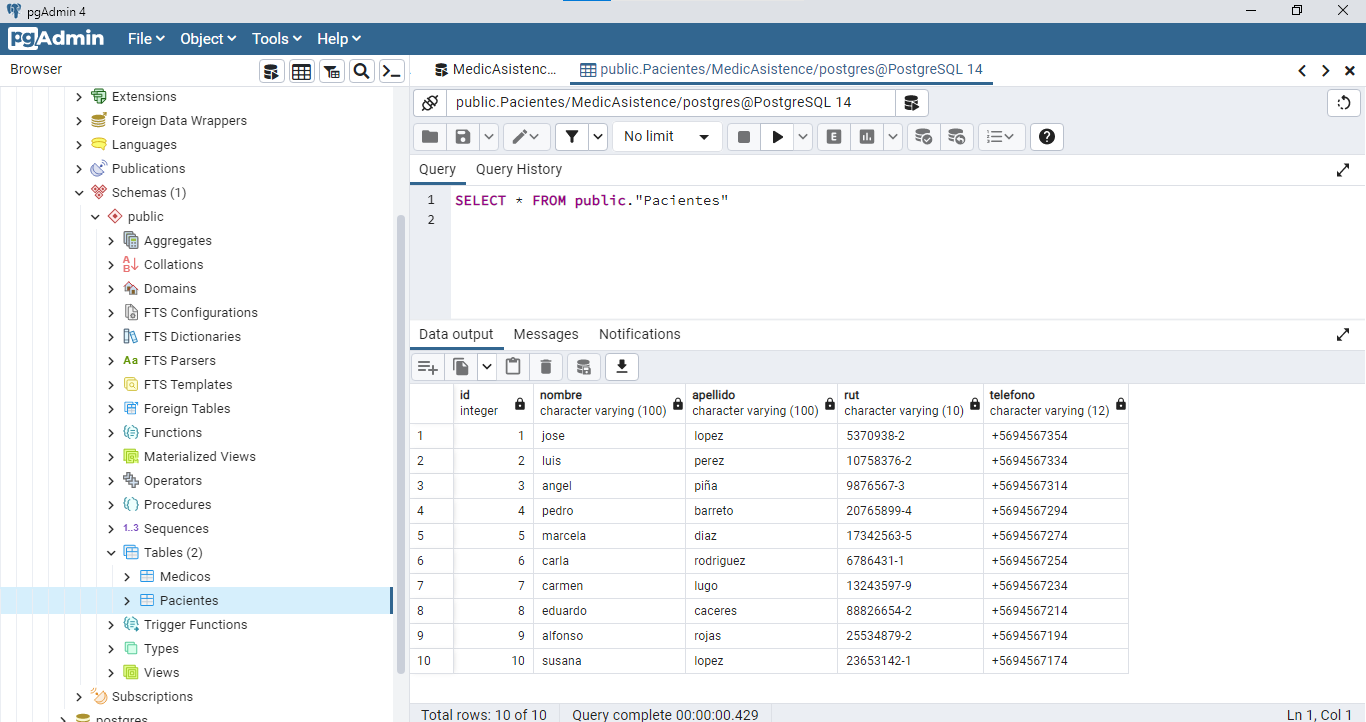 pgAdmin 4
pgAdmin File Object Tools Help
Browser
MedicAsistenc... public.Pacientes/MedicAsistence/postgres@PostgreSQL 14
Extensions
Foreign Data Wrappers
Languages
Publications
Schemas (1)
public
Aggregates
Collations
Domains
FTS Configurations
FTS Dictionaries
Aa FTS Parsers
FTS Templates
Foreign Tables
Functions
Materialized Views
Operators
Procedures
1..3 Sequences
Tables (2)
Medicos
Pacientes
Trigger Functions
Types
Views
Subscriptions
postgres
public.Pacientes/MedicAsistence/postgres@PostgreSQL 14
No limit
E
Query Query History
1 SELECT * FROM public."Pacientes"
2
Data output Messages Notifications
id nombre apellido rut telefono
integer character varying (100) character varying (100) character varying (10) character varying (12)
1 1 jose lopez 5370938-2 +5694567354
2 2 luis perez 10758376-2 +5694567334
3 3 angel piña 9876567-3 +5694567314
4 4 pedro barreto 20765899-4 +5694567294
5 5 marcela diaz 17342563-5 +5694567274
6 6 carla rodriguez 6786431-1 +5694567254
7 7 carmen lugo 13243597-9 +5694567234
8 8 eduardo caceres 88826654-2 +5694567214
9 9 alfonso rojas 25534879-2 +5694567194
10 10 susana lopez 23653142-1 +5694567174
Total rows: 10 of 10 Query complete 00:00:00.429 Ln 1, Col 1